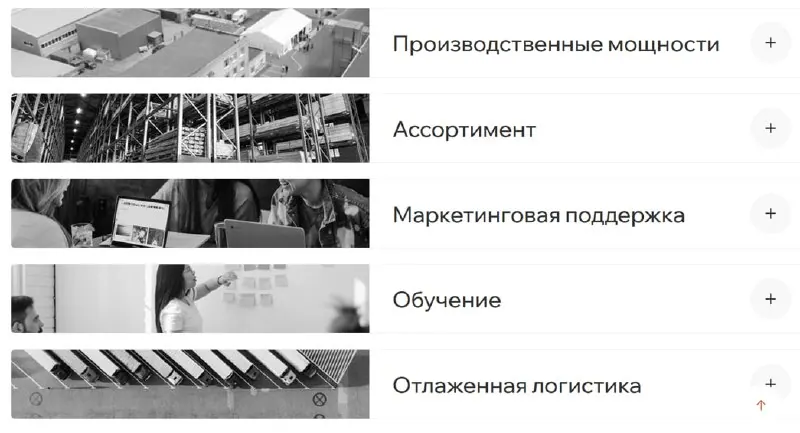 Производственные мощности
+
Ассортимент
+
Маркетинговая поддержка
+
Обучение
+
Отлаженная логистика
+
↑